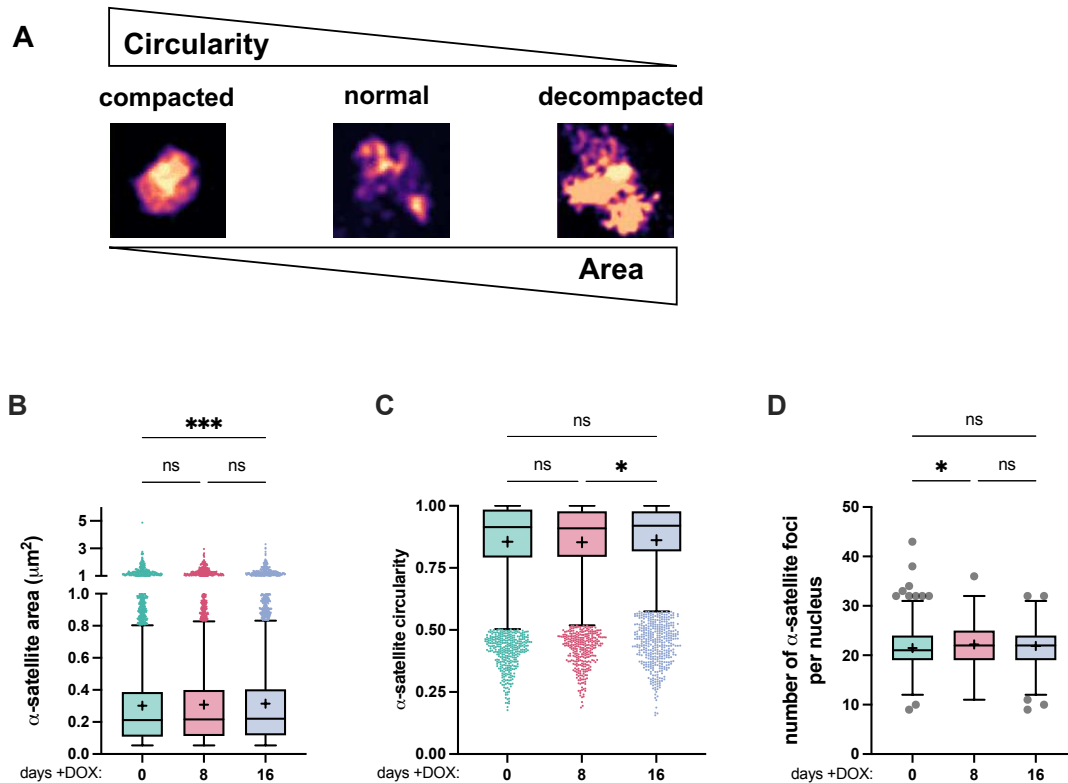 A
Circularity
compacted normal decompacted
Area
B
***
ns ns
α-satellite area (μm²)
5
3
1
1.0
0.8
0.6
0.4
0.2
0.0
days +DOX: 0 8 16
C
ns
ns *
α-satellite circularity
1.00
0.75
0.50
0.25
0.00
days +DOX: 0 8 16
D
ns
* ns
number of α-satellite foci
per nucleus
50
40
30
20
10
0
days +DOX: 0 8 16